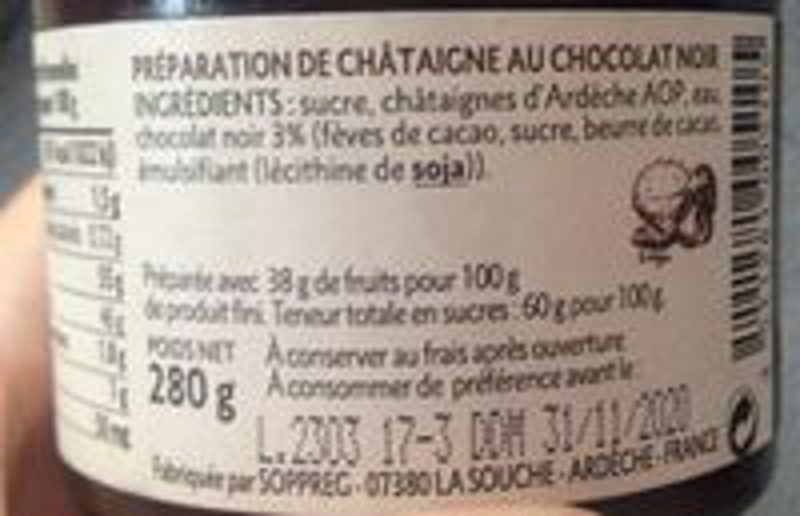 PRÉPARATION DE CHÂTAIGNE AU CHOCOLAT NOIR
INGRÉDIENTS : sucre, châtaignes d'Ardèche AOP, eau,
chocolat noir 3% (fèves de cacao, sucre, beurre de cacao,
émulsifiant (lécithine de soja)).
Préparée avec 38 g de fruits pour 100 g
de produit fini. Teneur totale en sucres : 60 g pour 100 g
POIDS NET
280 g
À conserver au frais après ouverture
À consommer de préférence avant le
L.2303 17-3 DDM 31/11/2020
Fabriquée par SOPPREG - 07380 LA SOUCHE - ARDÈCHE - FRANCE